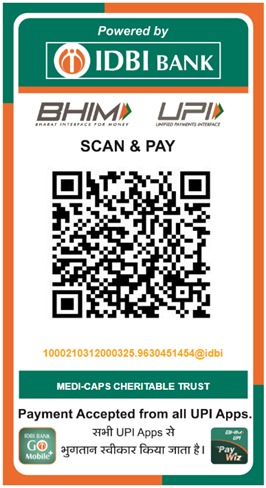 Powered by
IDBI BANK
BHIM UPI
BHARAT INTERFACE FOR MONEY UNIFIED PAYMENTS INTERFACE
SCAN & PAY
1000210312000325.9630451454@idbi
MEDI-CAPS CHERITABLE TRUST
Payment Accepted from all UPI Apps.
सभी UPI Apps से
भुगतान स्वीकार किया जाता है।
IDBI BANK
GO
Mobile+
BHIM
UPI
Pay
Wiz